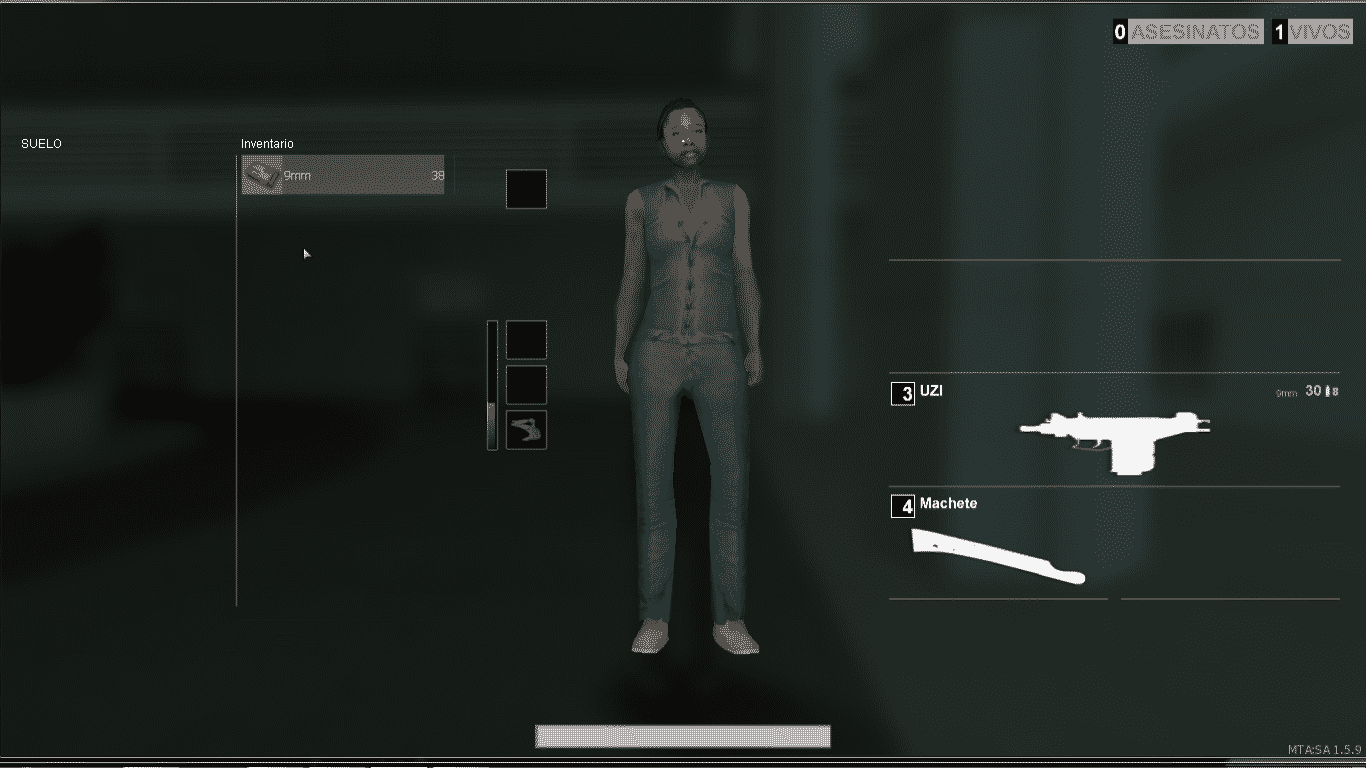 0 ASESINATOS 1 VIVOS
SUELO
Inventario
9mm 38
3 UZI 9mm 30 8
4 Machete
MTA:SA 1.5.9